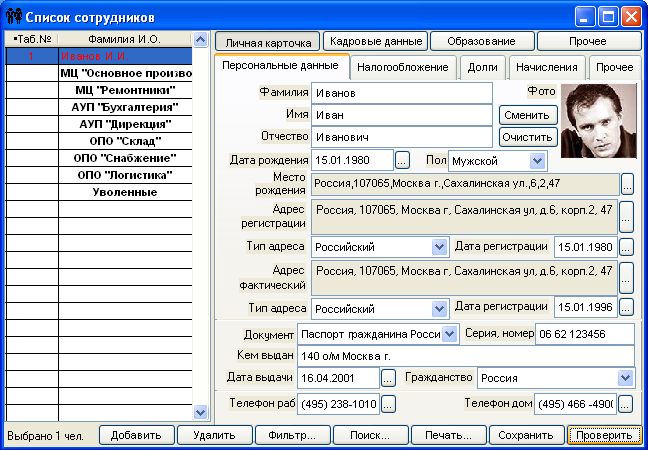 Список сотрудников
•Таб.№ Фамилия И.О.
1 Иванов И.И.
МЦ "Основное произво
МЦ "Ремонтники"
АУП "Бухгалтерия"
АУП "Дирекция"
ОПО "Склад"
ОПО "Снабжение"
ОПО "Логистика"
Уволенные
Личная карточка Кадровые данные Образование Прочее
Персональные данные Налогообложение Долги Начисления Прочее
Фамилия Иванов Фото
Имя Иван Сменить
Отчество Иванович Очистить
Дата рождения 15.01.1980 ... Пол Мужской
Место
рождения Россия,107065,Москва г.,Сахалинская ул.,6,2,47 ...
Адрес
регистрации Россия, 107065, Москва г, Сахалинская ул, д.6, корп.2, 47 ...
Тип адреса Российский Дата регистрации 15.01.1980 ...
Адрес
фактический Россия, 107065, Москва г, Сахалинская ул, д.6, корп.2, 47 ...
Тип адреса Российский Дата регистрации 15.01.1996 ...
Документ Паспорт гражданина Росси Серия, номер 06 62 123456
Кем выдан 140 о/м Москва г.
Дата выдачи 16.04.2001 ... Гражданство Россия
Телефон раб (495) 238-1010 ... Телефон дом (495) 466 -490( ...
Выбрано 1 чел. Добавить Удалить Фильтр... Поиск... Печать... Сохранить Проверить